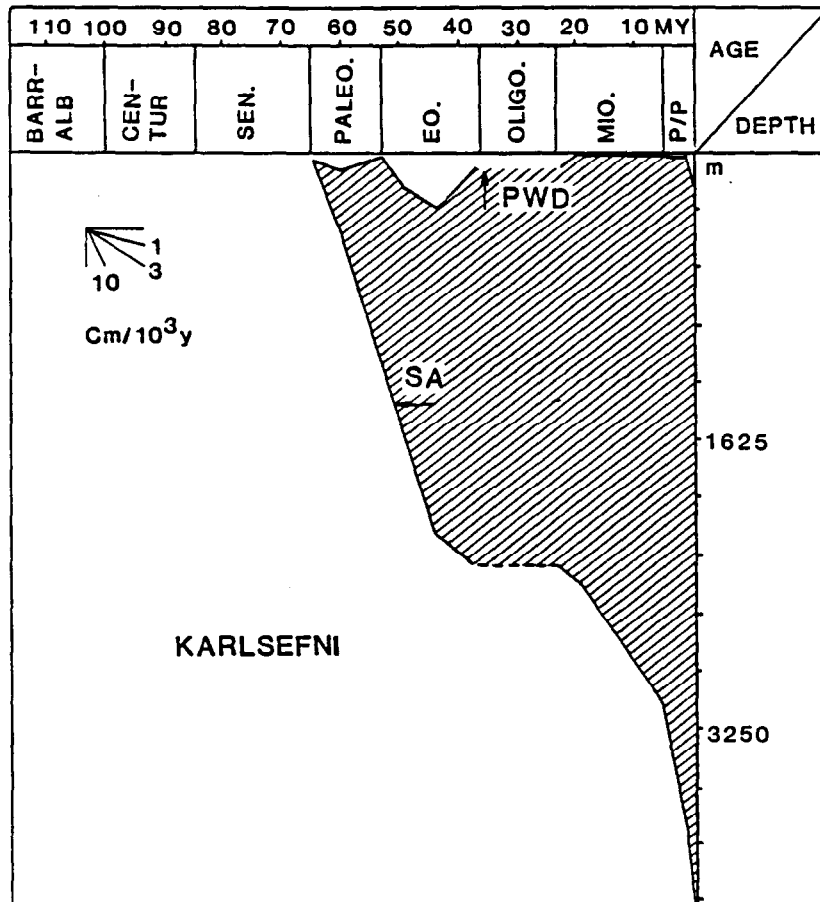 110 100 90 80 70 60 50 40 30 20 10 MY
AGE
DEPTH
BARR-
ALB
CEN-
TUR
SEN.
PALEO.
EO.
OLIGO.
MIO.
P/P
m
PWD
1
3
10
Cm/10³y
SA
1625
KARLSEFNI
3250